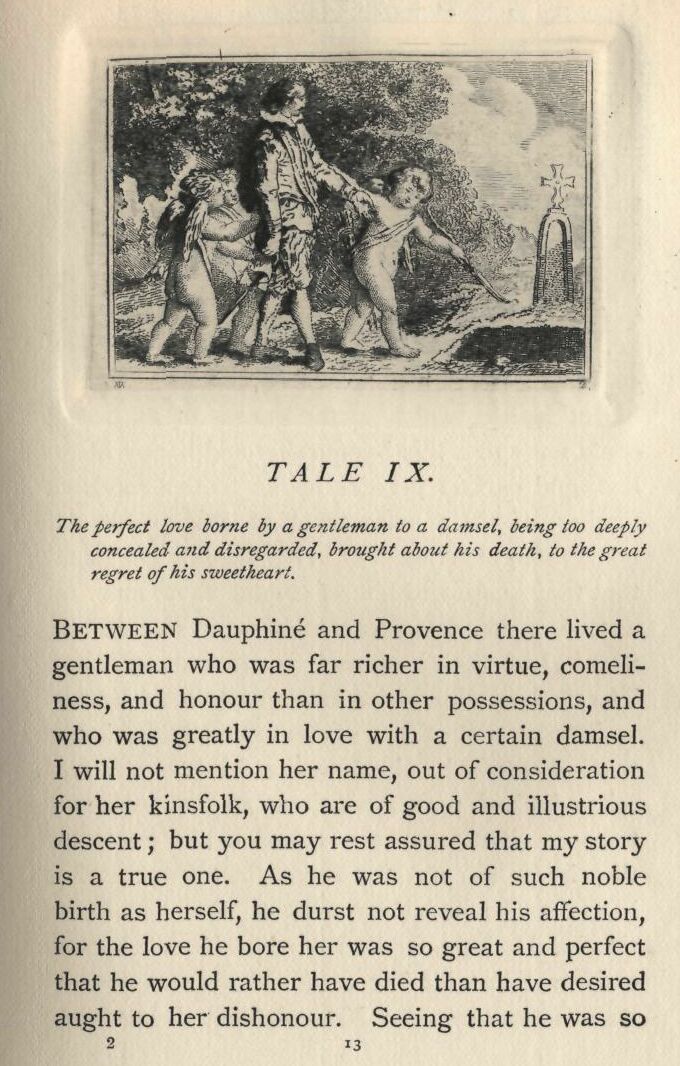 TALE IX.
The perfect love borne by a gentleman to a damsel, being too deeply
concealed and disregarded, brought about his death, to the great
regret of his sweetheart.
BETWEEN Dauphiné and Provence there lived a
gentleman who was far richer in virtue, comeli-
ness, and honour than in other possessions, and
who was greatly in love with a certain damsel.
I will not mention her name, out of consideration
for her kinsfolk, who are of good and illustrious
descent; but you may rest assured that my story
is a true one. As he was not of such noble
birth as herself, he durst not reveal his affection,
for the love he bore her was so great and perfect
that he would rather have died than have desired
aught to her dishonour. Seeing that he was so
2 13